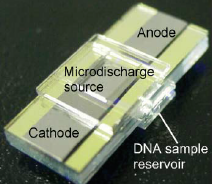 Anode
Microdischarge
source
Cathode
DNA sample
reservoir